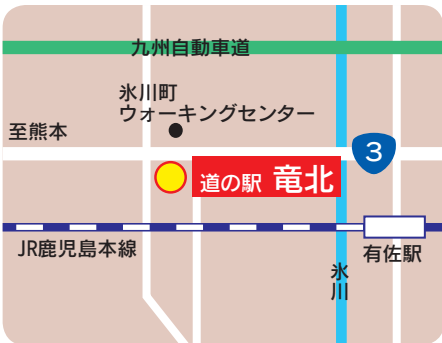 九州自動車道
氷川町
ウォーキングセンター
至熊本
3
道の駅 竜北
JR鹿児島本線
有佐駅
氷川